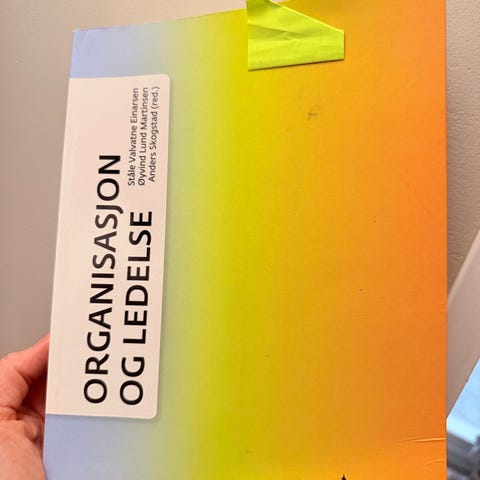 ORGANISASJON
OG LEDELSE
Ståle Valvatne Einarsen
Øyvind Lund Martinsen
Anders Skogstad (red.)